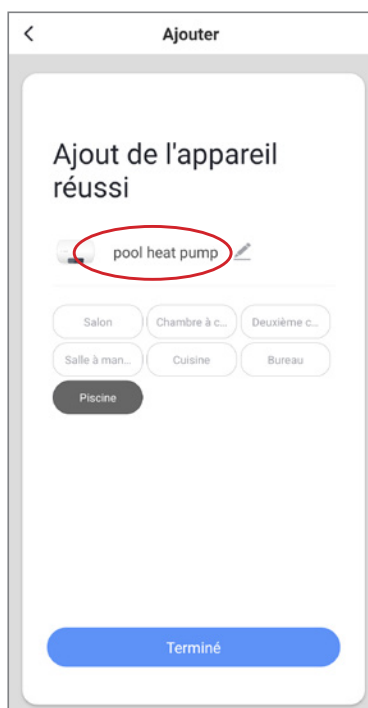 Ajouter
Ajout de l'appareil
réussi
pool heat pump
Salon Chambre à c... Deuxième c...
Salle à man... Cuisine Bureau
Piscine
Terminé